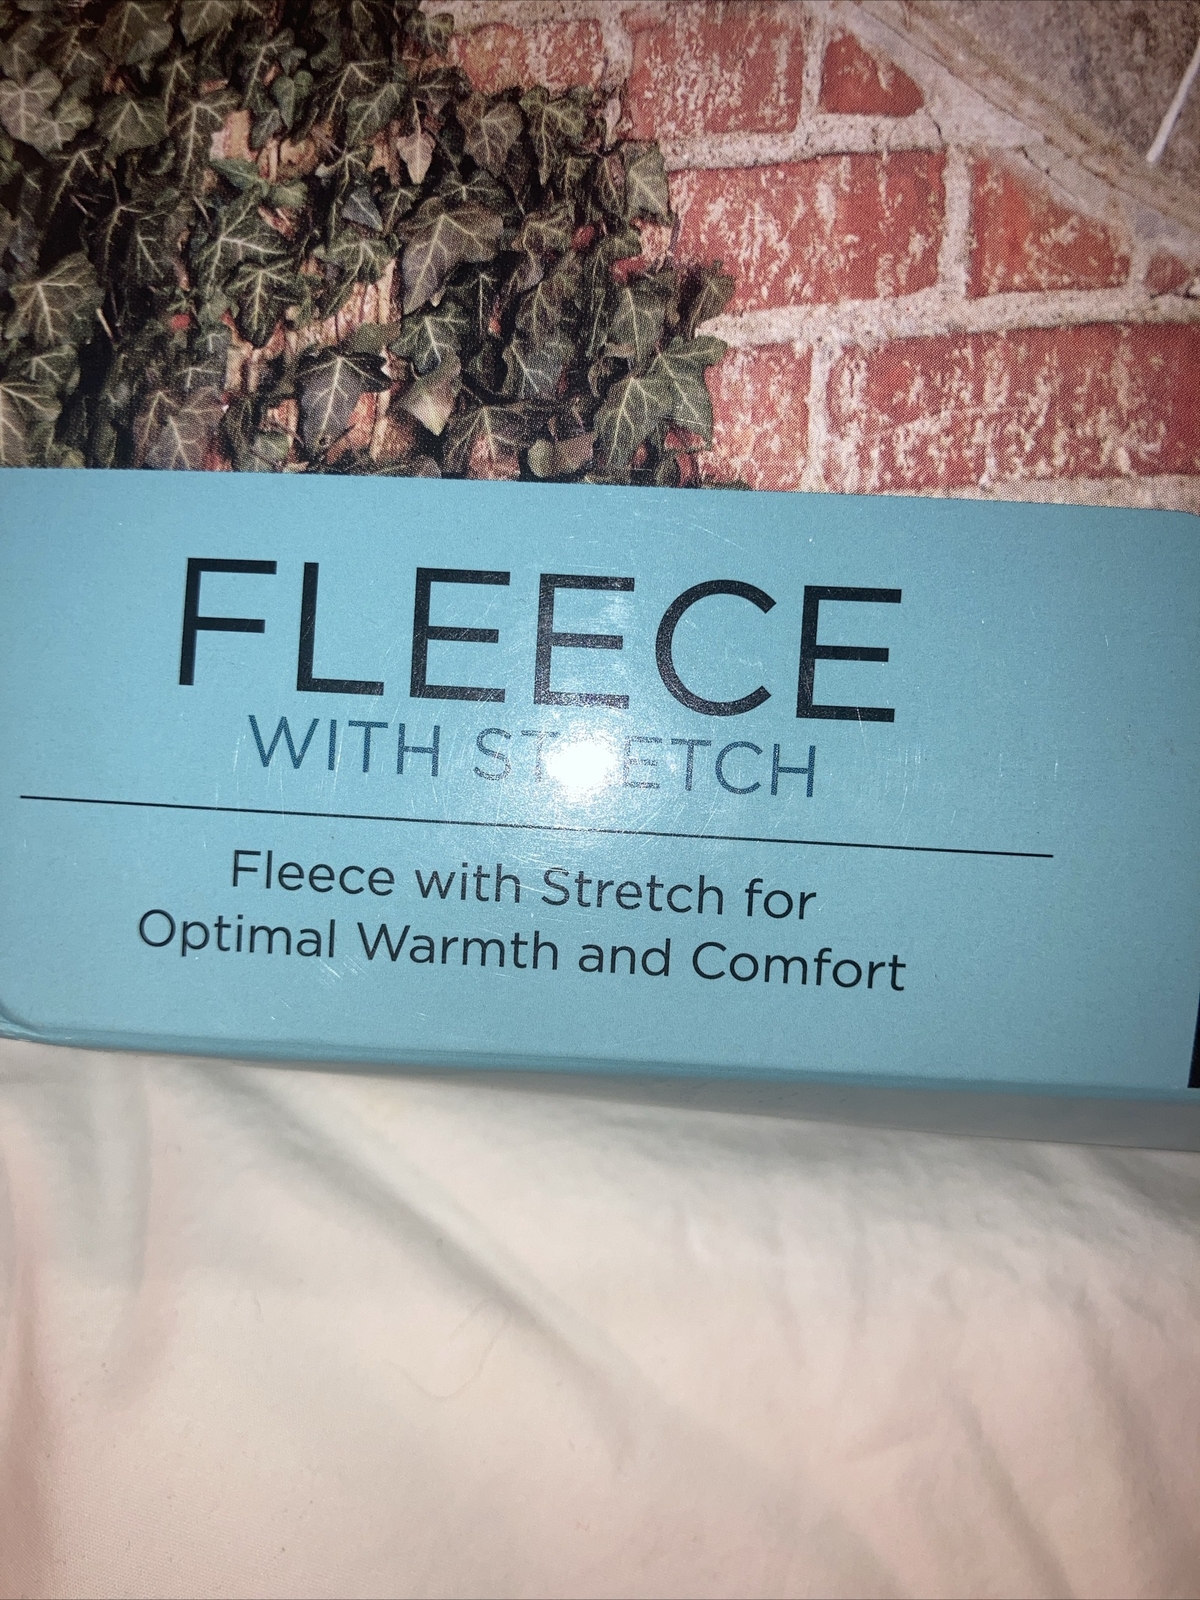 FLEECE
WITH STRETCH
Fleece with Stretch for
Optimal Warmth and Comfort